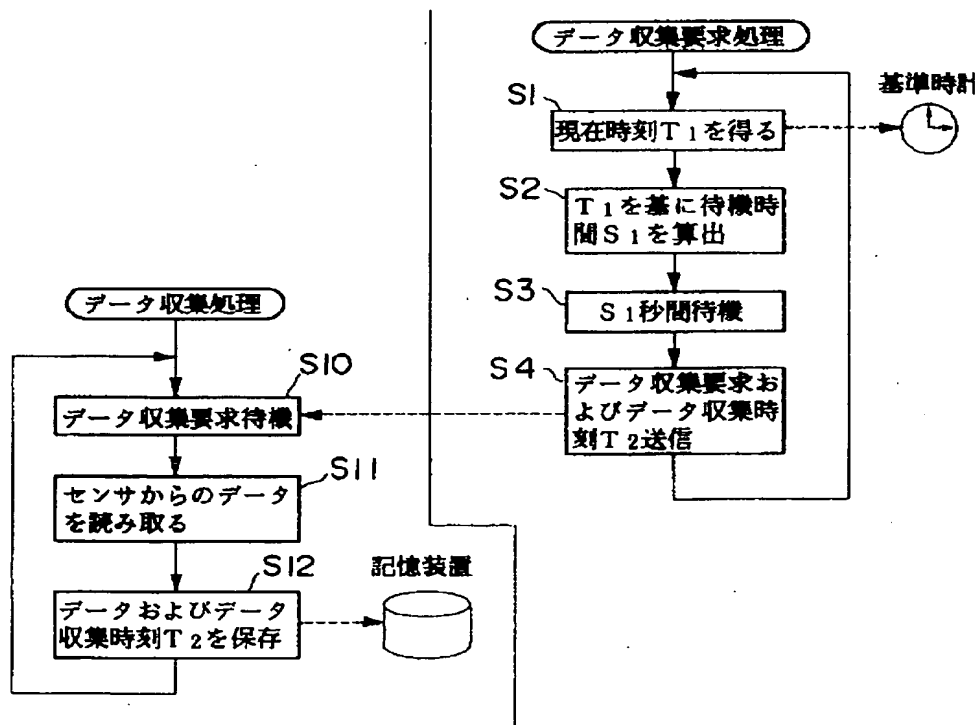 データ収集要求処理
基準時計
S1
現在時刻T1を得る
S2
T1を基に待機時
間S1を算出
S3
S1秒間待機
S4
データ収集要求お
よびデータ収集時
刻T2送信
データ収集処理
S10
データ収集要求待機
S11
センサからのデータ
を読み取る
S12
データおよびデータ
収集時刻T2を保存
記憶装置